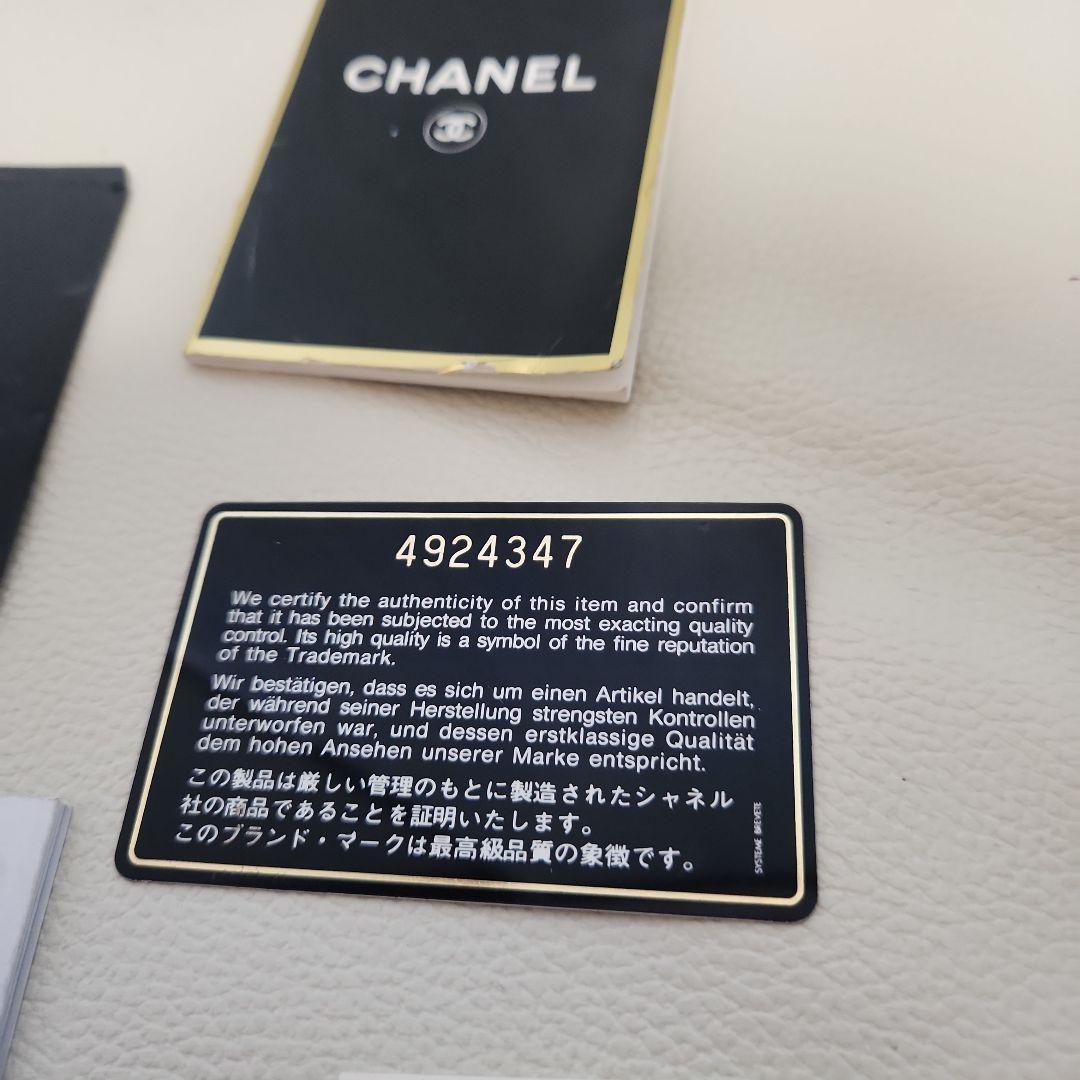 CHANEL
4924347
We certify the authenticity of this item and confirm
that it has been subjected to the most exacting quality
control. Its high quality is a symbol of the fine reputation
of the Trademark.
Wir bestätigen, dass es sich um einen Artikel handelt,
der während seiner Herstellung strengsten Kontrollen
unterworfen war, und dessen erstklassige Qualität
dem hohen Ansehen unserer Marke entspricht.
この製品は厳しい管理のもとに製造されたシャネル
社の商品であることを証明いたします。
このブランド・マークは最高級品質の象徴です。
SYSTEME BREVETE